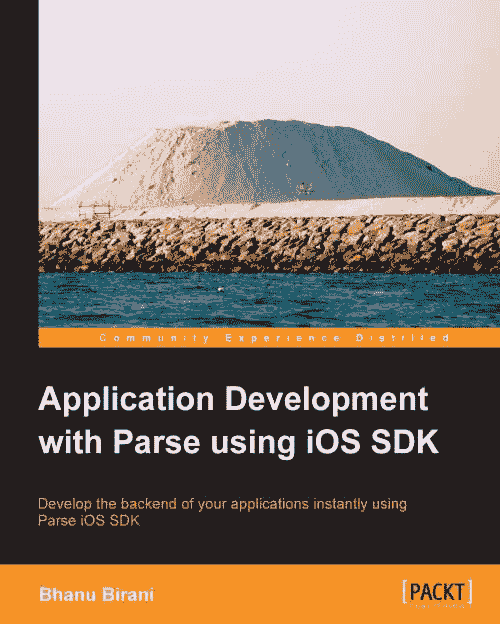 Community Experience Distilled
Application Development
with Parse using iOS SDK
Develop the backend of your applications instantly using
Parse iOS SDK
Bhanu Birani
[PACKT]